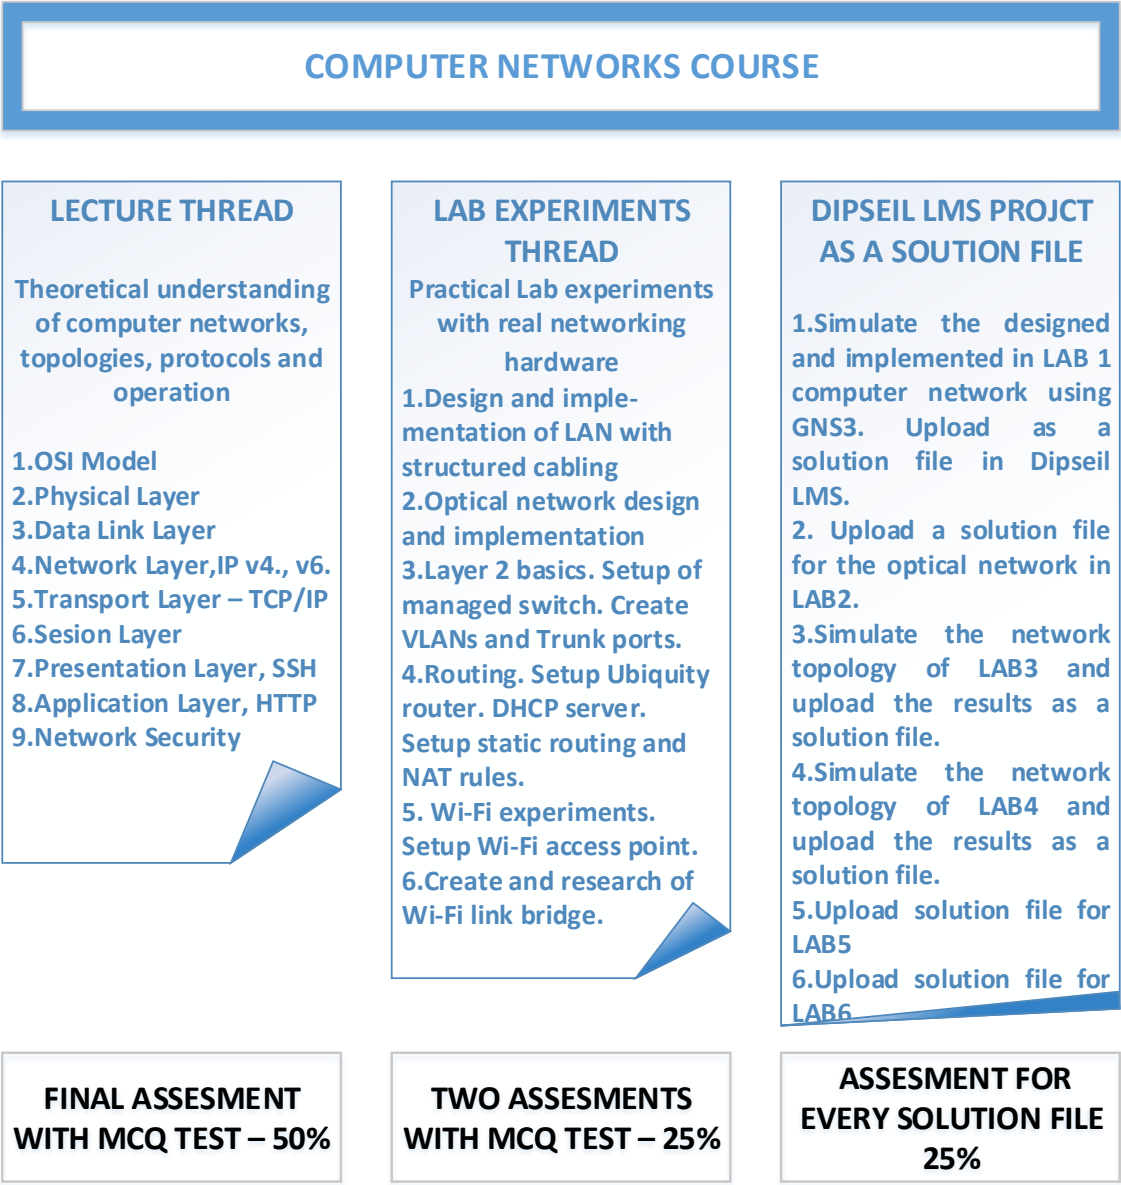 COMPUTER NETWORKS COURSE
LECTURE THREAD
Theoretical understanding
of computer networks,
topologies, protocols and
operation
1.OSI Model
2.Physical Layer
3.Data Link Layer
4.Network Layer,IP v4., v6.
5.Transport Layer – TCP/IP
6.Sesion Layer
7.Presentation Layer, SSH
8.Application Layer, HTTP
9.Network Security
LAB EXPERIMENTS
THREAD
Practical Lab experiments
with real networking
hardware
1.Design and imple-
mentation of LAN with
structured cabling
2.Optical network design
and implementation
3.Layer 2 basics. Setup of
managed switch. Create
VLANs and Trunk ports.
4.Routing. Setup Ubiquity
router. DHCP server.
Setup static routing and
NAT rules.
5. Wi-Fi experiments.
Setup Wi-Fi access point.
6.Create and research of
Wi-Fi link bridge.
DIPSEIL LMS PROJCT
AS A SOUTION FILE
1.Simulate the designed
and implemented in LAB 1
computer network using
GNS3. Upload as a
solution file in Dipseil
LMS.
2. Upload a solution file
for the optical network in
LAB2.
3.Simulate the network
topology of LAB3 and
upload the results as a
solution file.
4.Simulate the network
topology of LAB4 and
upload the results as a
solution file.
5.Upload solution file for
LAB5
6.Upload solution file for
LAB6
FINAL ASSESMENT
WITH MCQ TEST – 50%
TWO ASSESMENTS
WITH MCQ TEST – 25%
ASSESMENT FOR
EVERY SOLUTION FILE
25%